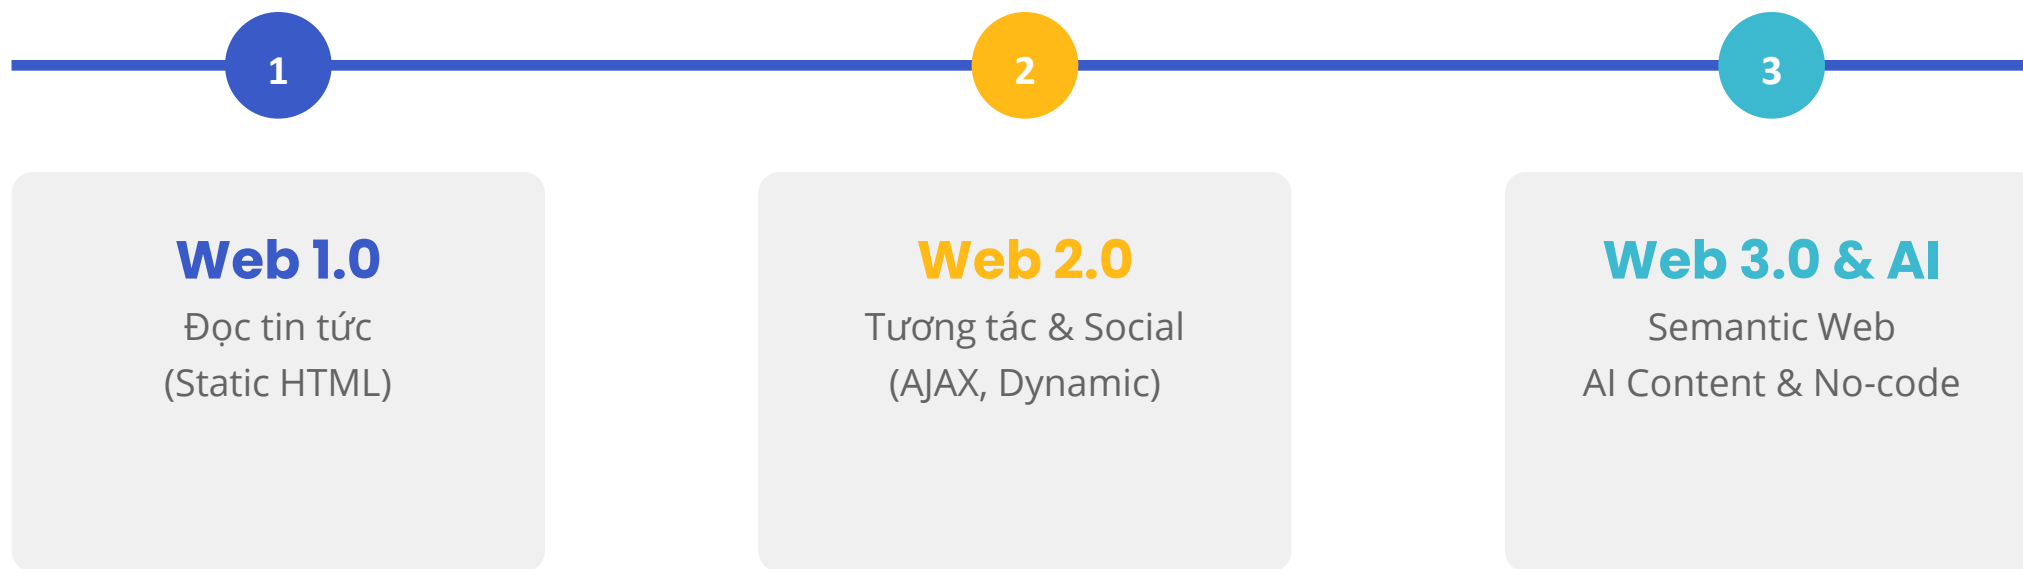 1
2
3
Web 1.0
Đọc tin tức
(Static HTML)
Web 2.0
Tương tác & Social
(AJAX, Dynamic)
Web 3.0 & AI
Semantic Web
AI Content & No-code